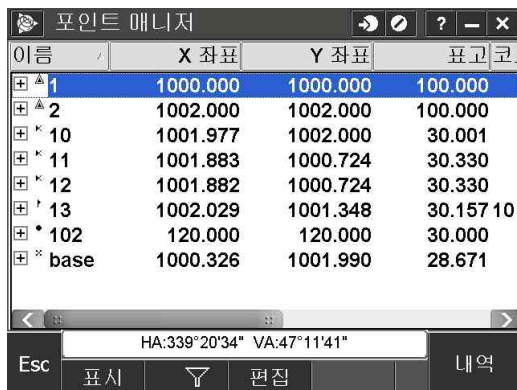 포인트 매니저 ? – ×
이름 X 좌표 Y 좌표 표고 코
1 1000.000 1000.000 100.000
2 1002.000 1002.000 100.000
10 1001.977 1002.000 30.001
11 1001.883 1000.724 30.330
12 1001.882 1000.724 30.330
13 1002.029 1001.348 30.157 10
102 120.000 120.000 30.000
base 1000.326 1001.990 28.671
HA:339°20'34" VA:47°11'41"
Esc 표시 편집 내역